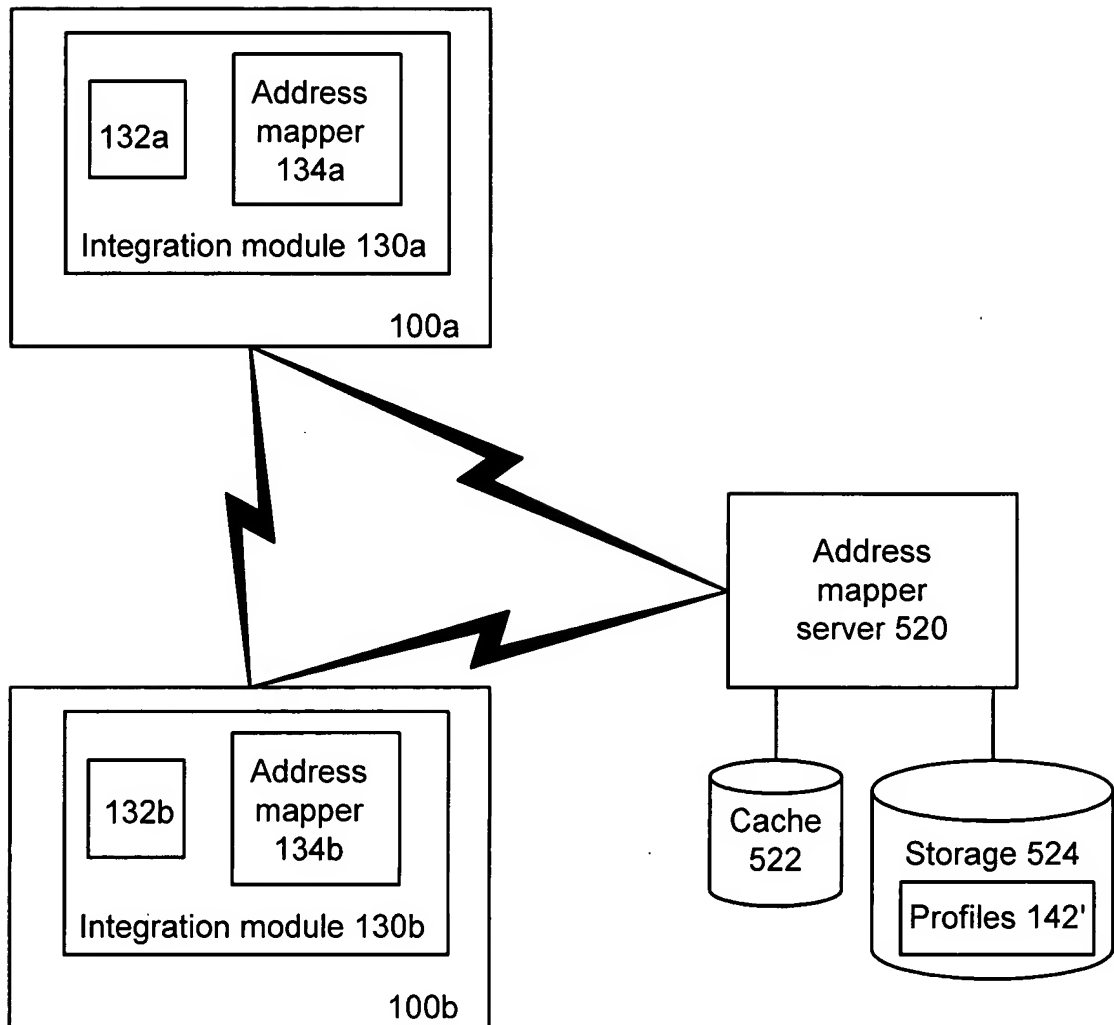 132a
Address
mapper
134a
Integration module 130a
100a
Address
mapper
server 520
132b
Address
mapper
134b
Integration module 130b
100b
Cache
522
Storage 524
Profiles 142'